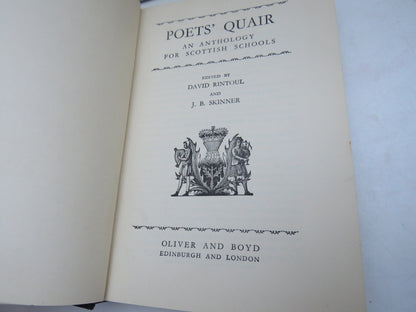 POETS' QUAIR
AN ANTHOLOGY
FOR SCOTTISH SCHOOLS
EDITED BY
DAVID RINTOUL
AND
J. B. SKINNER
OLIVER AND BOYD
EDINBURGH AND LONDON